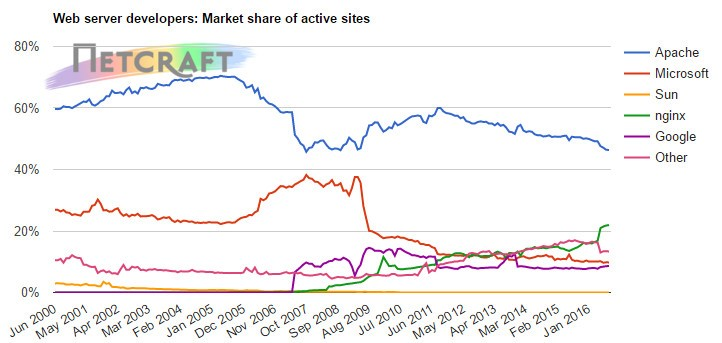 Web server developers: Market share of active sites
NETCRAFT
80%
60%
40%
20%
0%
Apache
Microsoft
Sun
nginx
Google
Other
Jun 2000
May 2001
Apr 2002
Mar 2003
Feb 2004
Jan 2005
Dec 2005
Nov 2006
Oct 2007
Sep 2008
Aug 2009
Jul 2010
Jun 2011
May 2012
Apr 2013
Mar 2014
Feb 2015
Jan 2016